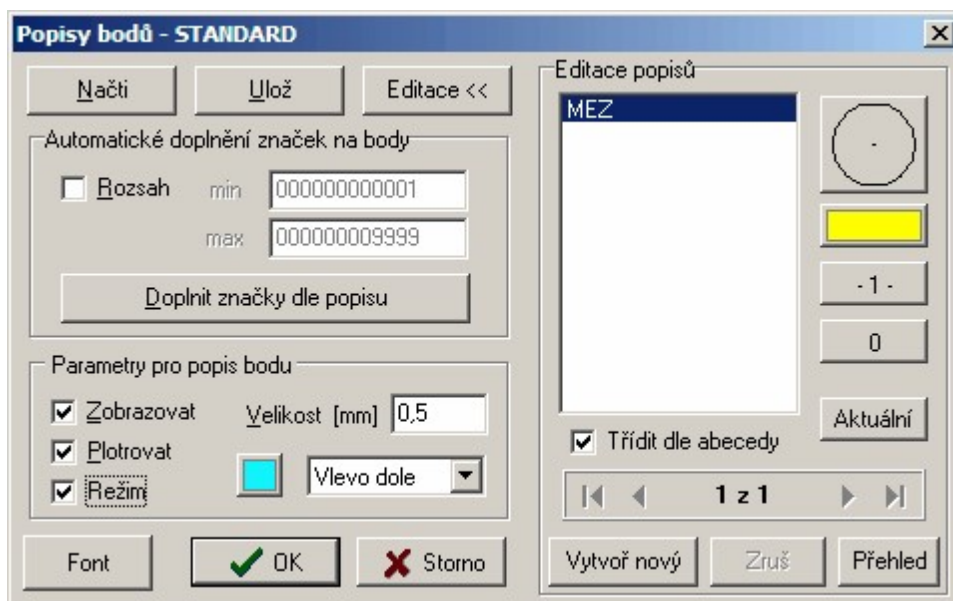 Popisy bodů - STANDARD
Načti
Ulož
Editace <<
Automatické doplnění značek na body
Rozsah
min
000000000001
max
000000009999
Doplnit značky dle popisu
Parametry pro popis bodu
Zobrazovat
Velikost [mm]
0,5
Plotrovat
Režim
Vlevo dole
Font
OK
Storno
Editace popisů
MEZ
-
- 1 -
0
Aktuální
Třídit dle abecedy
1 z 1
Vytvoř nový
Zruš
Přehled